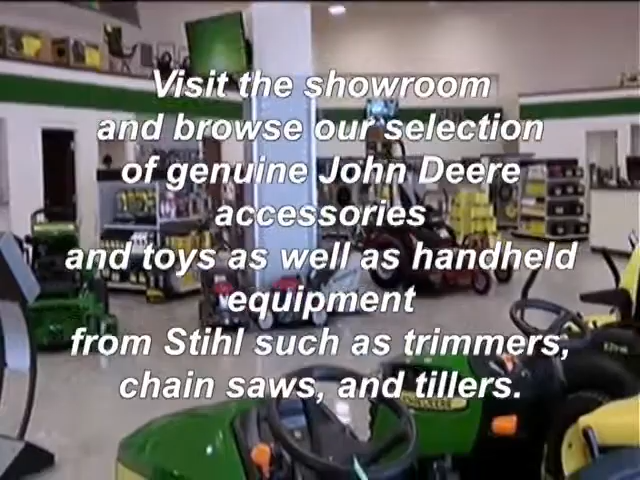 Visit the showroom
and browse our selection
of genuine John Deere
accessories
and toys as well as handheld
equipment
from Stihl such as trimmers,
chain saws, and tillers.